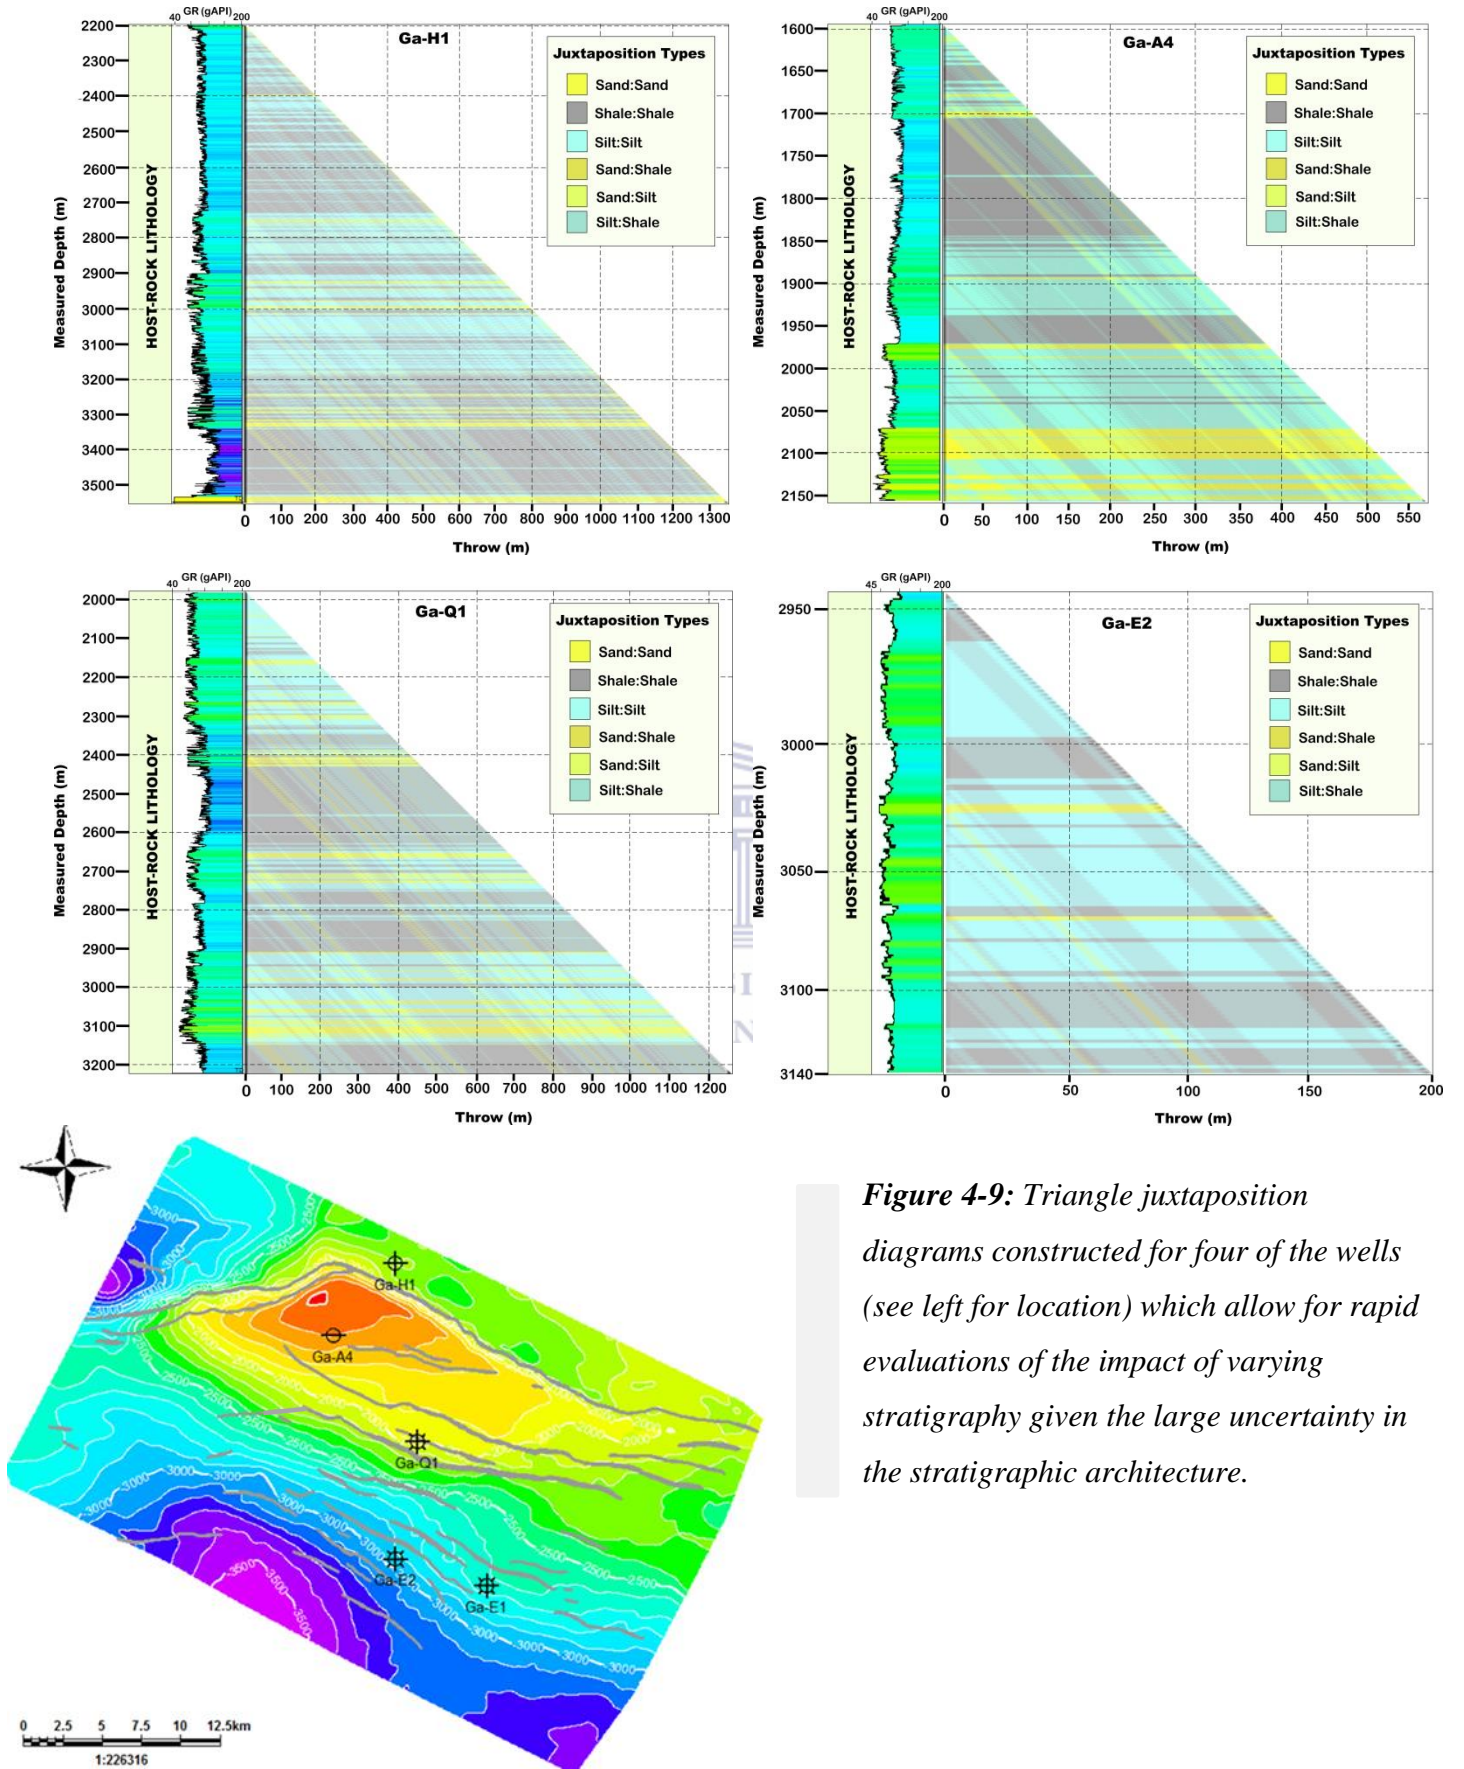 40 GR (gAPI) 200
Ga-H1
Juxtaposition Types
Sand:Sand
Shale:Shale
Silt:Silt
Sand:Shale
Sand:Silt
Silt:Shale
Measured Depth (m)
HOST-ROCK LITHOLOGY
2200
2300
2400
2500
2600
2700
2800
2900
3000
3100
3200
3300
3400
3500
0 100 200 300 400 500 600 700 800 900 1000 1100 1200 1300
Throw (m)
40 GR (gAPI) 200
Ga-A4
Juxtaposition Types
Sand:Sand
Shale:Shale
Silt:Silt
Sand:Shale
Sand:Silt
Silt:Shale
Measured Depth (m)
HOST-ROCK LITHOLOGY
1600
1650
1700
1750
1800
1850
1900
1950
2000
2050
2100
2150
0 50 100 150 200 250 300 350 400 450 500 550
Throw (m)
40 GR (gAPI) 200
Ga-Q1
Juxtaposition Types
Sand:Sand
Shale:Shale
Silt:Silt
Sand:Shale
Sand:Silt
Silt:Shale
Measured Depth (m)
HOST-ROCK LITHOLOGY
2000
2100
2200
2300
2400
2500
2600
2700
2800
2900
3000
3100
3200
0 100 200 300 400 500 600 700 800 900 1000 1100 1200
Throw (m)
45 GR (gAPI) 200
Ga-E2
Juxtaposition Types
Sand:Sand
Shale:Shale
Silt:Silt
Sand:Shale
Sand:Silt
Silt:Shale
Measured Depth (m)
HOST-ROCK LITHOLOGY
2950
3000
3050
3100
3140
0 50 100 150 200
Throw (m)
Ga-H1
Ga-A4
Ga-Q1
Ga-E2
Ga-E1
0 2.5 5 7.5 10 12.5km
1:226316
Figure 4-9: Triangle juxtaposition
diagrams constructed for four of the wells
(see left for location) which allow for rapid
evaluations of the impact of varying
stratigraphy given the large uncertainty in
the stratigraphic architecture.